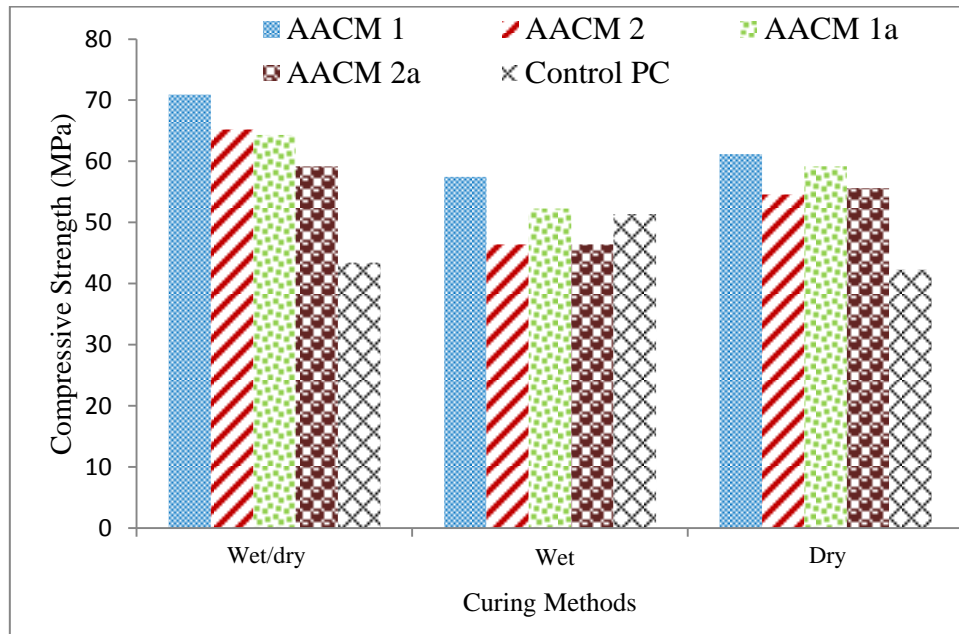 AACM 1 AACM 2 AACM 1a
AACM 2a Control PC
Compressive Strength (MPa)
80
70
60
50
40
30
20
10
0
Wet/dry Wet Dry
Curing Methods